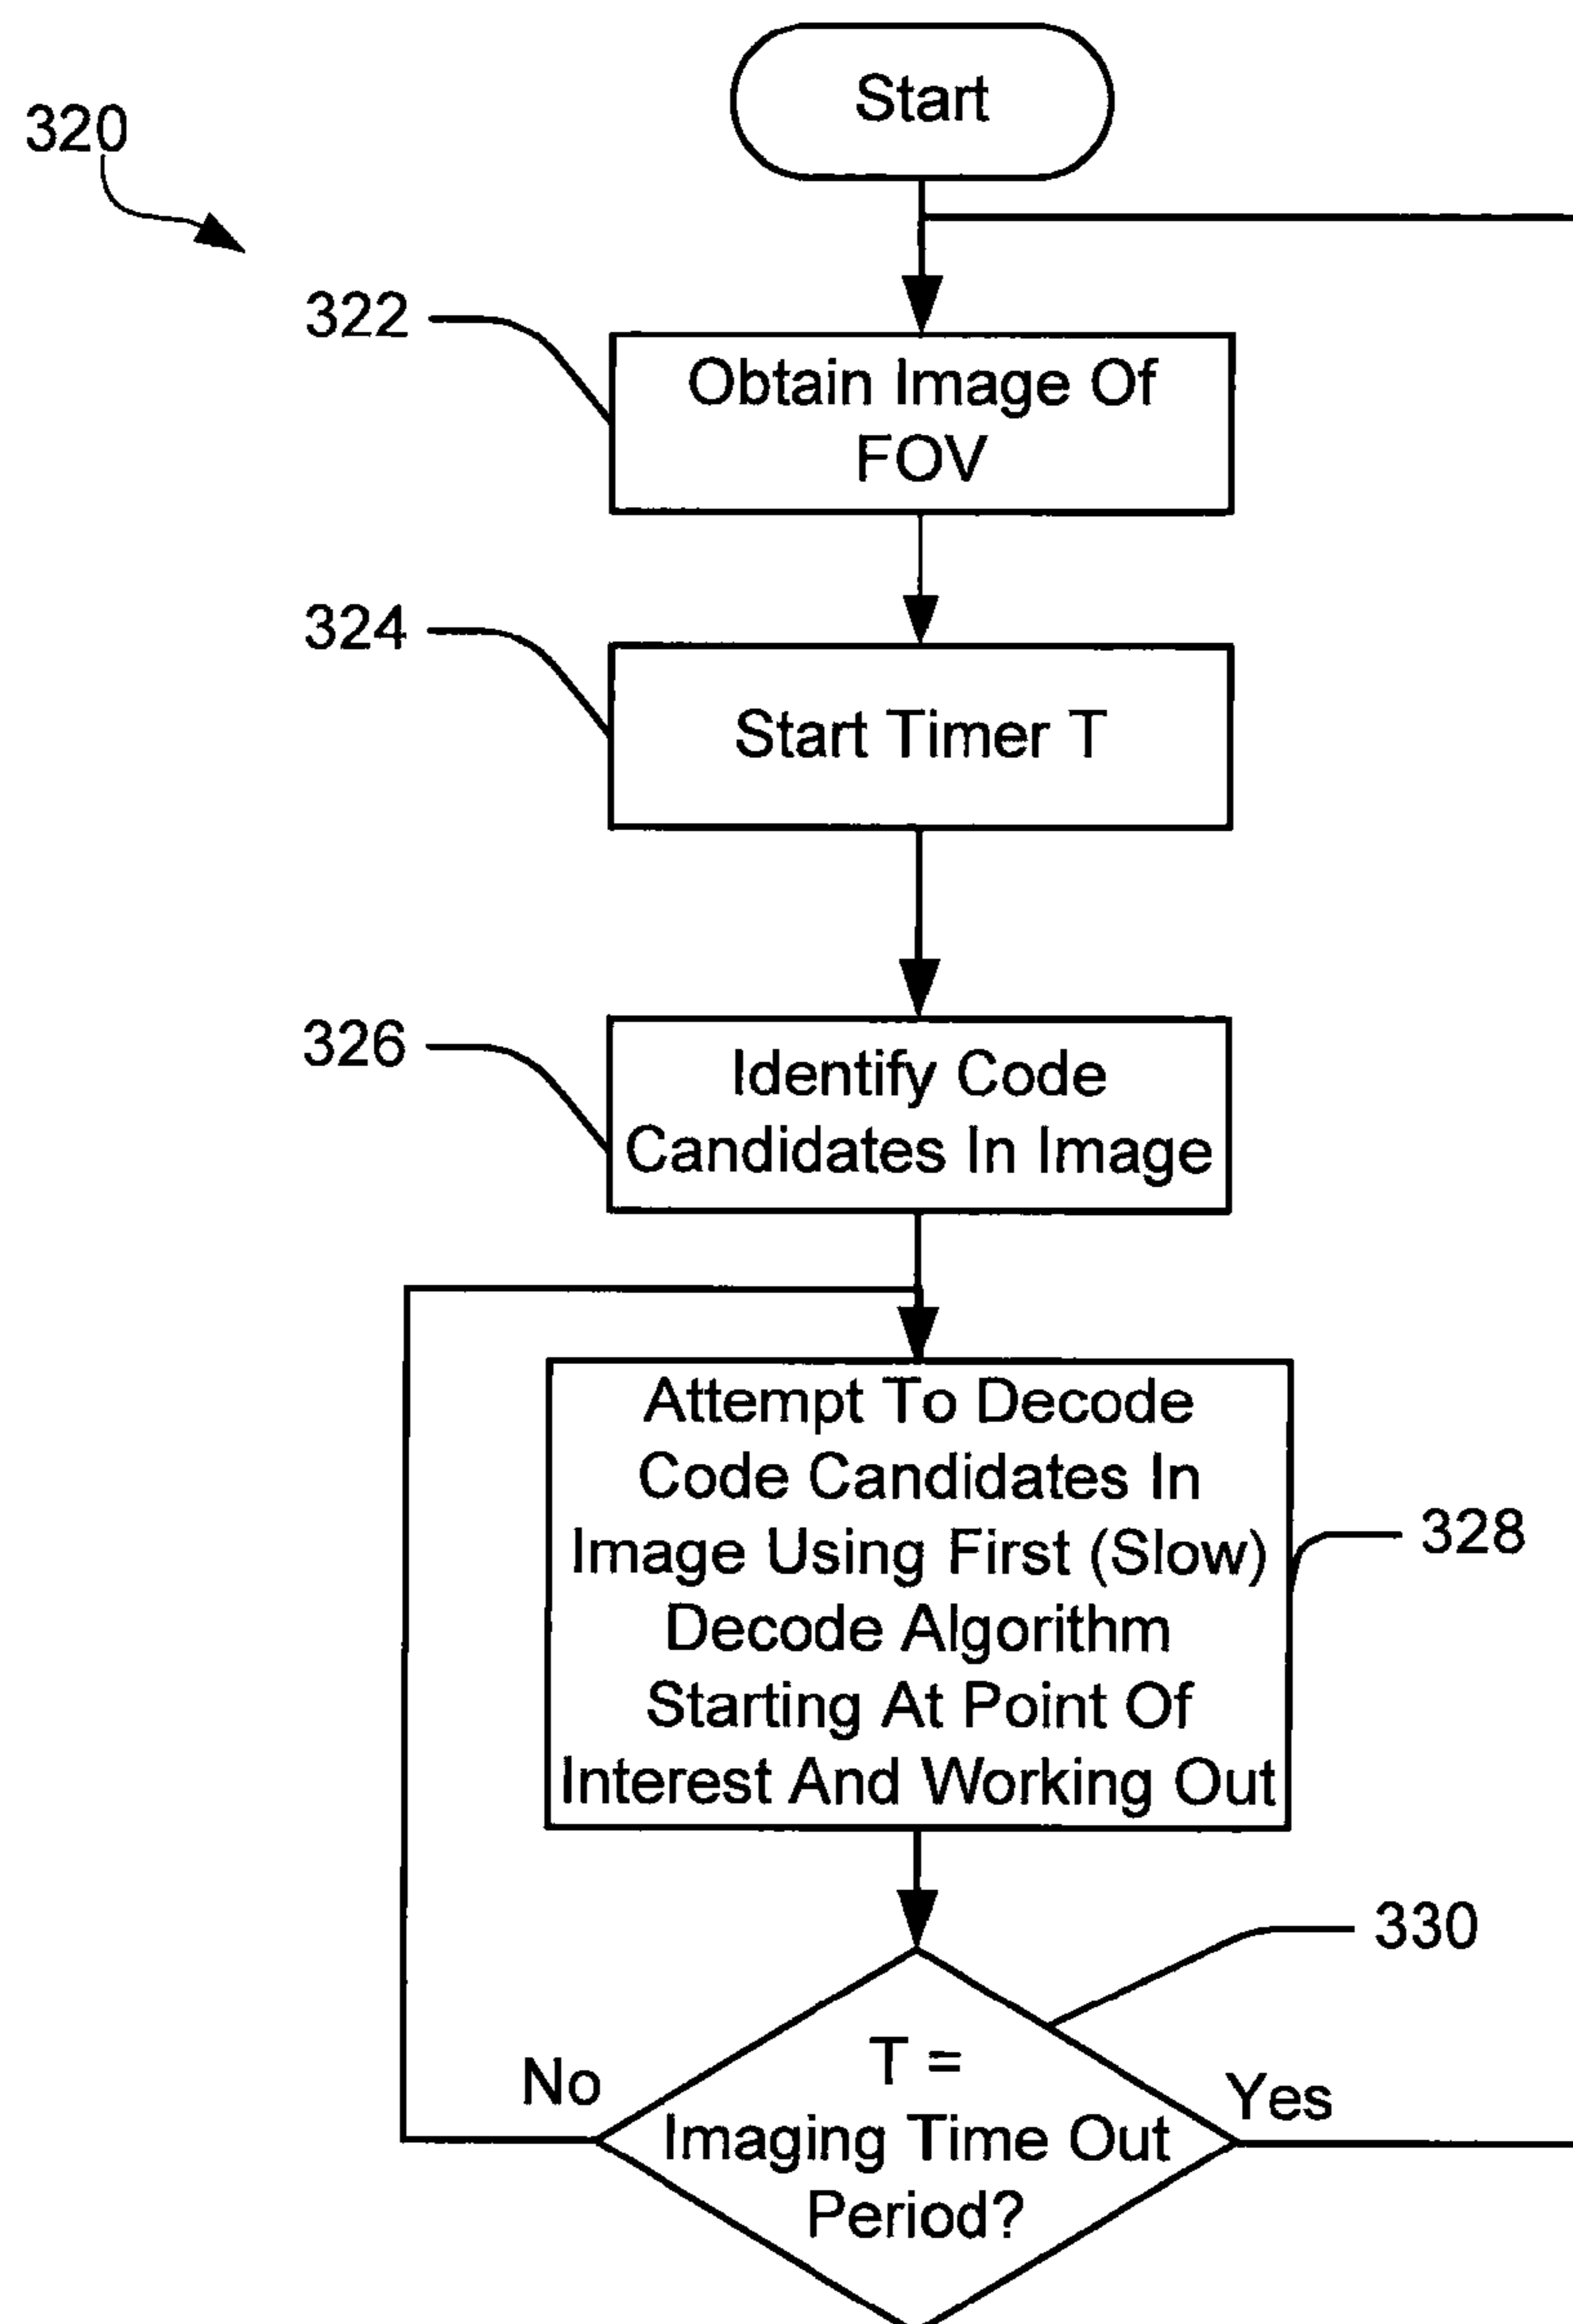 Start
320
322
Obtain Image Of
FOV
324
Start Timer T
326
Identify Code
Candidates In Image
Attempt To Decode
Code Candidates In
Image Using First (Slow)
Decode Algorithm
Starting At Point Of
Interest And Working Out
328
330
T =
Imaging Time Out
Period?
No
Yes